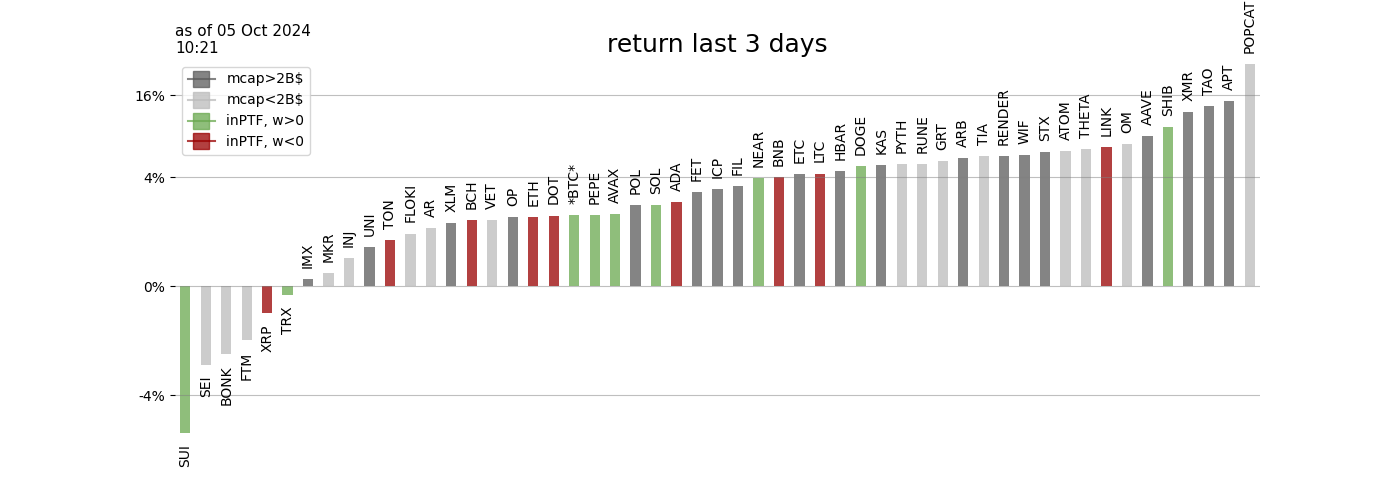 as of 05 Oct 2024
10:21
return last 3 days
mcap>2B$
mcap<2B$
inPTF, w>0
inPTF, w<0
16%
4%
0%
-4%
SUI
SEI
BONK
FTM
XRP
TRX
IMX
MKR
INJ
UNI
TON
FLOKI
AR
XLM
BCH
VET
OP
ETH
DOT
*BTC*
PEPE
AVAX
POL
SOL
ADA
FET
ICP
FIL
NEAR
BNB
ETC
LTC
HBAR
DOGE
KAS
PYTH
RUNE
GRT
ARB
TIA
RENDER
WIF
STX
ATOM
THETA
LINK
OM
AAVE
SHIB
XMR
TAO
APT
POPCAT